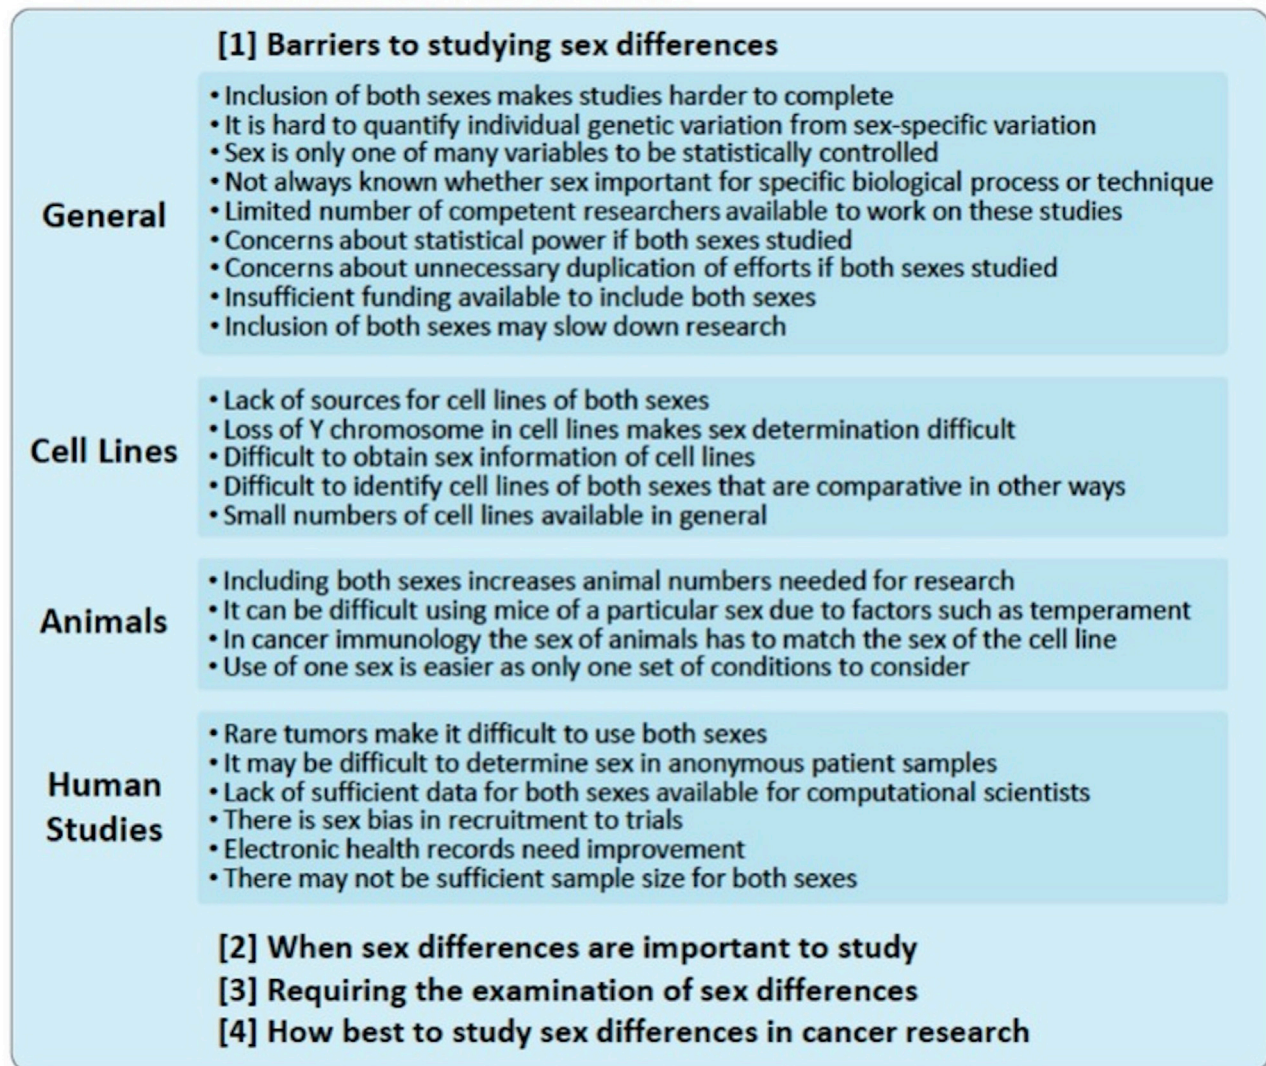 [1] Barriers to studying sex differences
General
• Inclusion of both sexes makes studies harder to complete
• It is hard to quantify individual genetic variation from sex-specific variation
• Sex is only one of many variables to be statistically controlled
• Not always known whether sex important for specific biological process or technique
• Limited number of competent researchers available to work on these studies
• Concerns about statistical power if both sexes studied
• Concerns about unnecessary duplication of efforts if both sexes studied
• Insufficient funding available to include both sexes
• Inclusion of both sexes may slow down research
Cell Lines
• Lack of sources for cell lines of both sexes
• Loss of Y chromosome in cell lines makes sex determination difficult
• Difficult to obtain sex information of cell lines
• Difficult to identify cell lines of both sexes that are comparative in other ways
• Small numbers of cell lines available in general
Animals
• Including both sexes increases animal numbers needed for research
• It can be difficult using mice of a particular sex due to factors such as temperament
• In cancer immunology the sex of animals has to match the sex of the cell line
• Use of one sex is easier as only one set of conditions to consider
Human
Studies
• Rare tumors make it difficult to use both sexes
• It may be difficult to determine sex in anonymous patient samples
• Lack of sufficient data for both sexes available for computational scientists
• There is sex bias in recruitment to trials
• Electronic health records need improvement
• There may not be sufficient sample size for both sexes
[2] When sex differences are important to study
[3] Requiring the examination of sex differences
[4] How best to study sex differences in cancer research